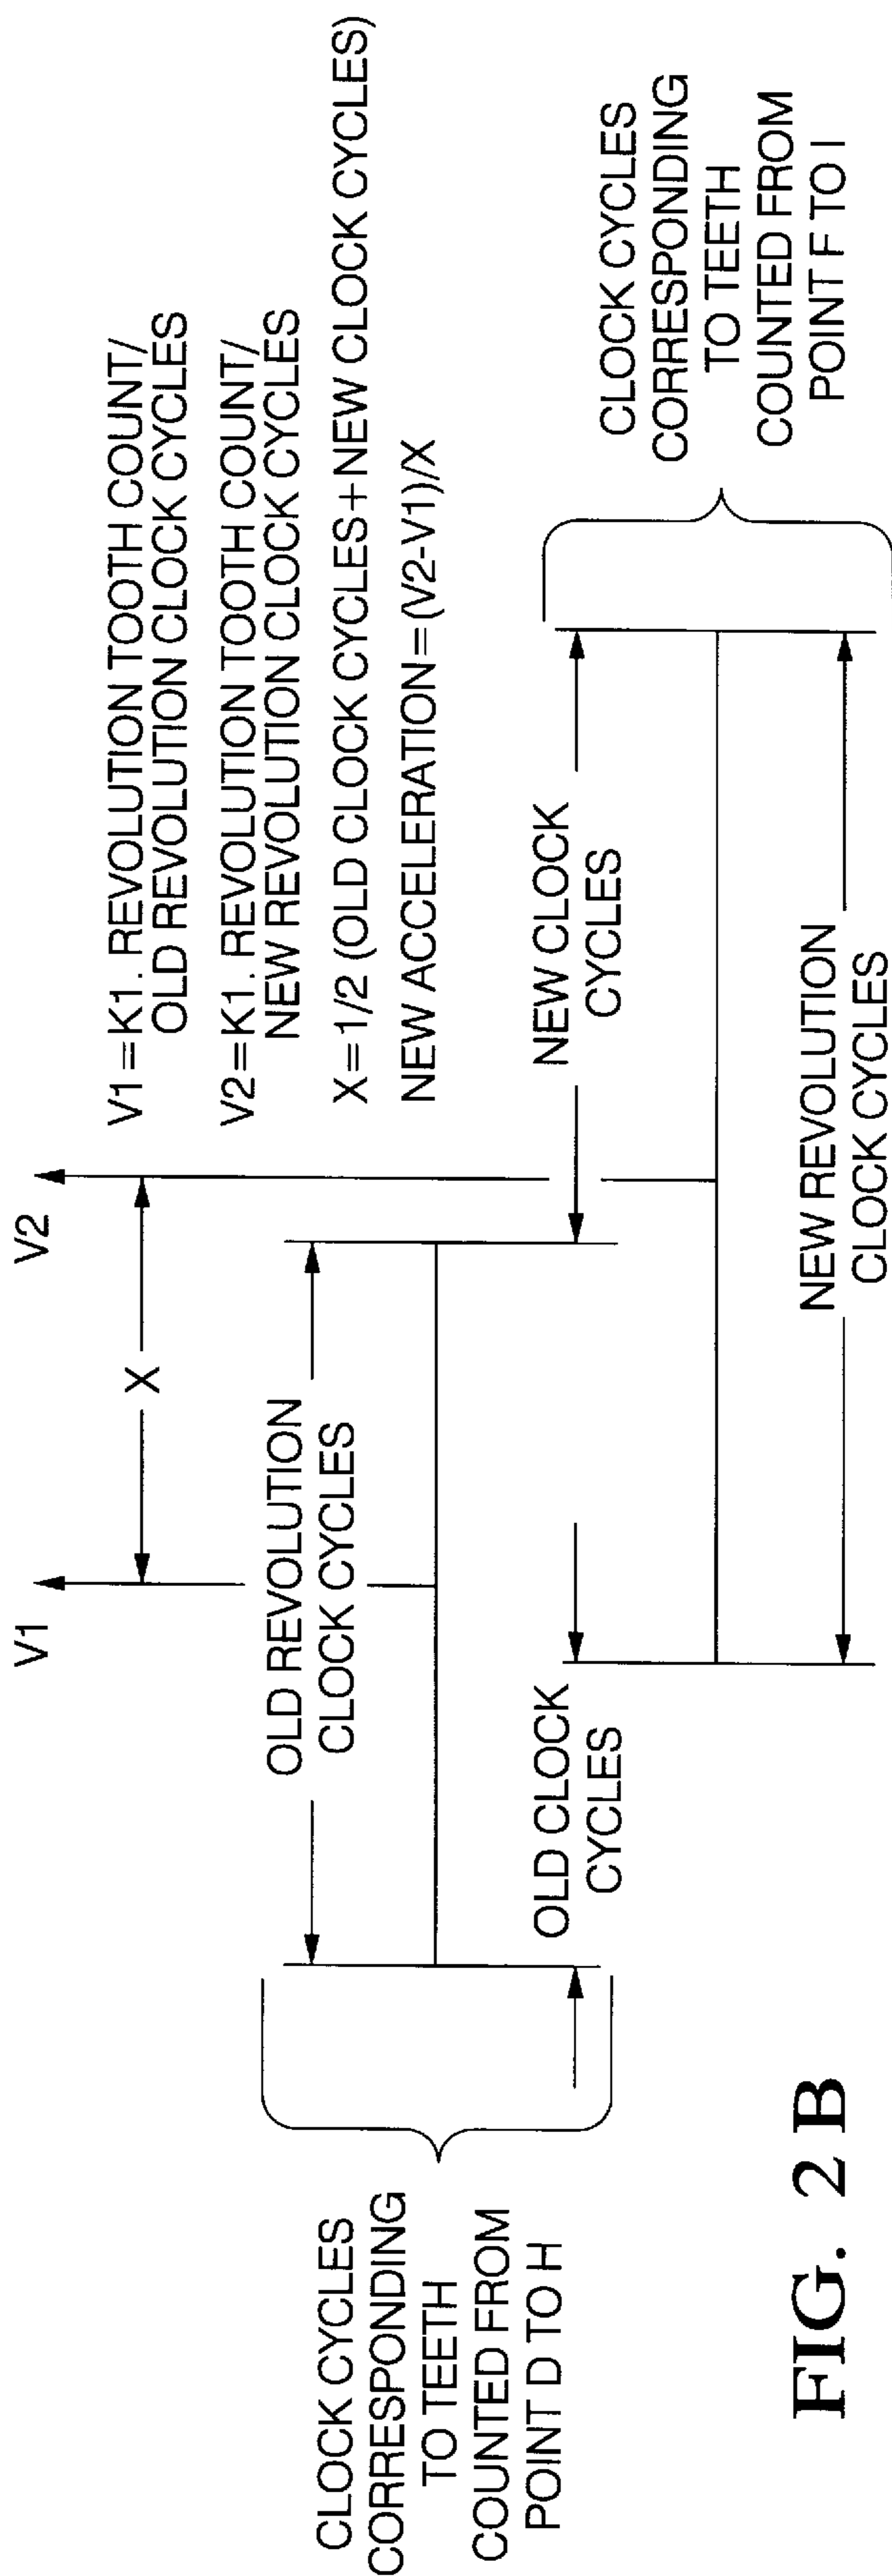 V1
V2
X
V1=K1. REVOLUTION TOOTH COUNT/
OLD REVOLUTION CLOCK CYCLES
V2=K1. REVOLUTION TOOTH COUNT/
NEW REVOLUTION CLOCK CYCLES
X=1/2 (OLD CLOCK CYCLES+NEW CLOCK CYCLES)
NEW ACCELERATION=(V2-V1)/X
CLOCK CYCLES
CORRESPONDING
TO TEETH
COUNTED FROM
POINT D TO H
OLD REVOLUTION
CLOCK CYCLES
OLD CLOCK
CYCLES
NEW CLOCK
CYCLES
CLOCK CYCLES
CORRESPONDING
TO TEETH
COUNTED FROM
POINT F TO I
NEW REVOLUTION
CLOCK CYCLES
FIG. 2 B